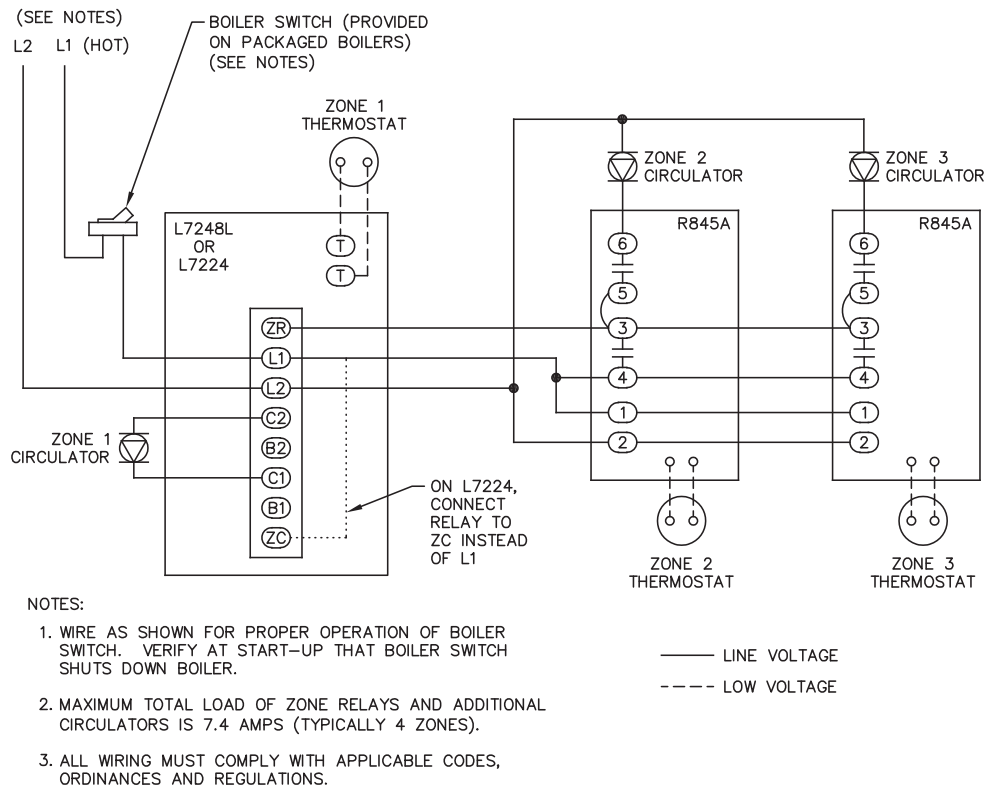 (SEE NOTES)
L2 L1 (HOT)
BOILER SWITCH (PROVIDED
ON PACKAGED BOILERS)
(SEE NOTES)
ZONE 1
THERMOSTAT
ZONE 2
CIRCULATOR
ZONE 3
CIRCULATOR
L7248L
OR
L7224
T
T
ZR
L1
L2
C2
B2
C1
B1
ZC
ZONE 1
CIRCULATOR
ON L7224,
CONNECT
RELAY TO
ZC INSTEAD
OF L1
R845A
6
5
3
4
1
2
ZONE 2
THERMOSTAT
R845A
6
5
3
4
1
2
ZONE 3
THERMOSTAT
NOTES:
1. WIRE AS SHOWN FOR PROPER OPERATION OF BOILER
SWITCH. VERIFY AT START-UP THAT BOILER SWITCH
SHUTS DOWN BOILER.
2. MAXIMUM TOTAL LOAD OF ZONE RELAYS AND ADDITIONAL
CIRCULATORS IS 7.4 AMPS (TYPICALLY 4 ZONES).
3. ALL WIRING MUST COMPLY WITH APPLICABLE CODES,
ORDINANCES AND REGULATIONS.
LINE VOLTAGE
LOW VOLTAGE